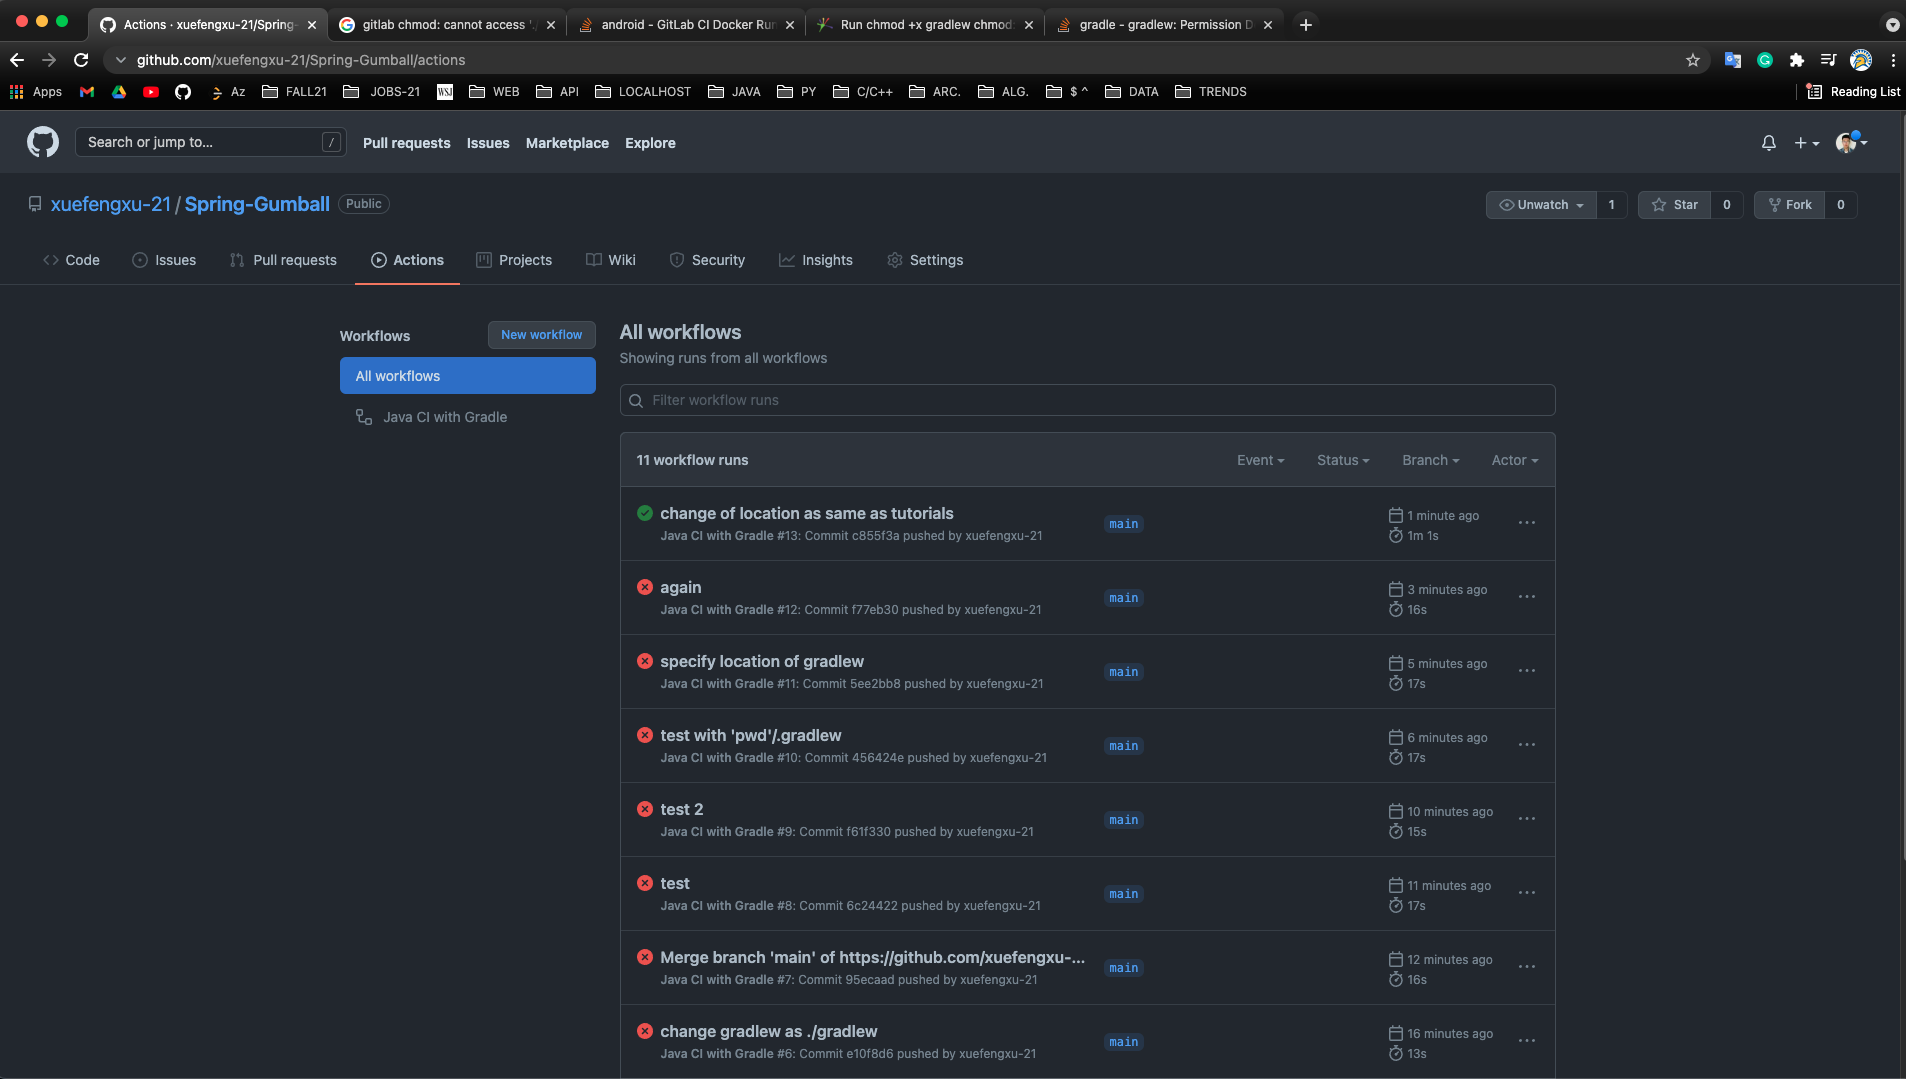 Actions · xuefengxu-21/Spring-
gitlab chmod: cannot access '.
android - GitLab CI Docker Run
Run chmod +x gradlew chmod:
gradle - gradlew: Permission D
github.com/xuefengxu-21/Spring-Gumball/actions
Apps Az FALL21 JOBS-21 WSJ WEB API LOCALHOST JAVA PY C/C++ ARC. ALG. $ ^ DATA TRENDS Reading List
Search or jump to... / Pull requests Issues Marketplace Explore
xuefengxu-21 / Spring-Gumball Public Unwatch 1 Star 0 Fork 0
Code Issues Pull requests Actions Projects Wiki Security Insights Settings
Workflows New workflow
All workflows
Java CI with Gradle
All workflows
Showing runs from all workflows
Filter workflow runs
11 workflow runs Event Status Branch Actor
change of location as same as tutorials
Java CI with Gradle #13: Commit c855f3a pushed by xuefengxu-21
main
1 minute ago
1m 1s
again
Java CI with Gradle #12: Commit f77eb30 pushed by xuefengxu-21
main
3 minutes ago
16s
specify location of gradlew
Java CI with Gradle #11: Commit 5ee2bb8 pushed by xuefengxu-21
main
5 minutes ago
17s
test with 'pwd'/.gradlew
Java CI with Gradle #10: Commit 456424e pushed by xuefengxu-21
main
6 minutes ago
17s
test 2
Java CI with Gradle #9: Commit f61f330 pushed by xuefengxu-21
main
10 minutes ago
15s
test
Java CI with Gradle #8: Commit 6c24422 pushed by xuefengxu-21
main
11 minutes ago
17s
Merge branch 'main' of https://github.com/xuefengxu-...
Java CI with Gradle #7: Commit 95ecaad pushed by xuefengxu-21
main
12 minutes ago
16s
change gradlew as ./gradlew
Java CI with Gradle #6: Commit e10f8d6 pushed by xuefengxu-21
main
16 minutes ago
13s